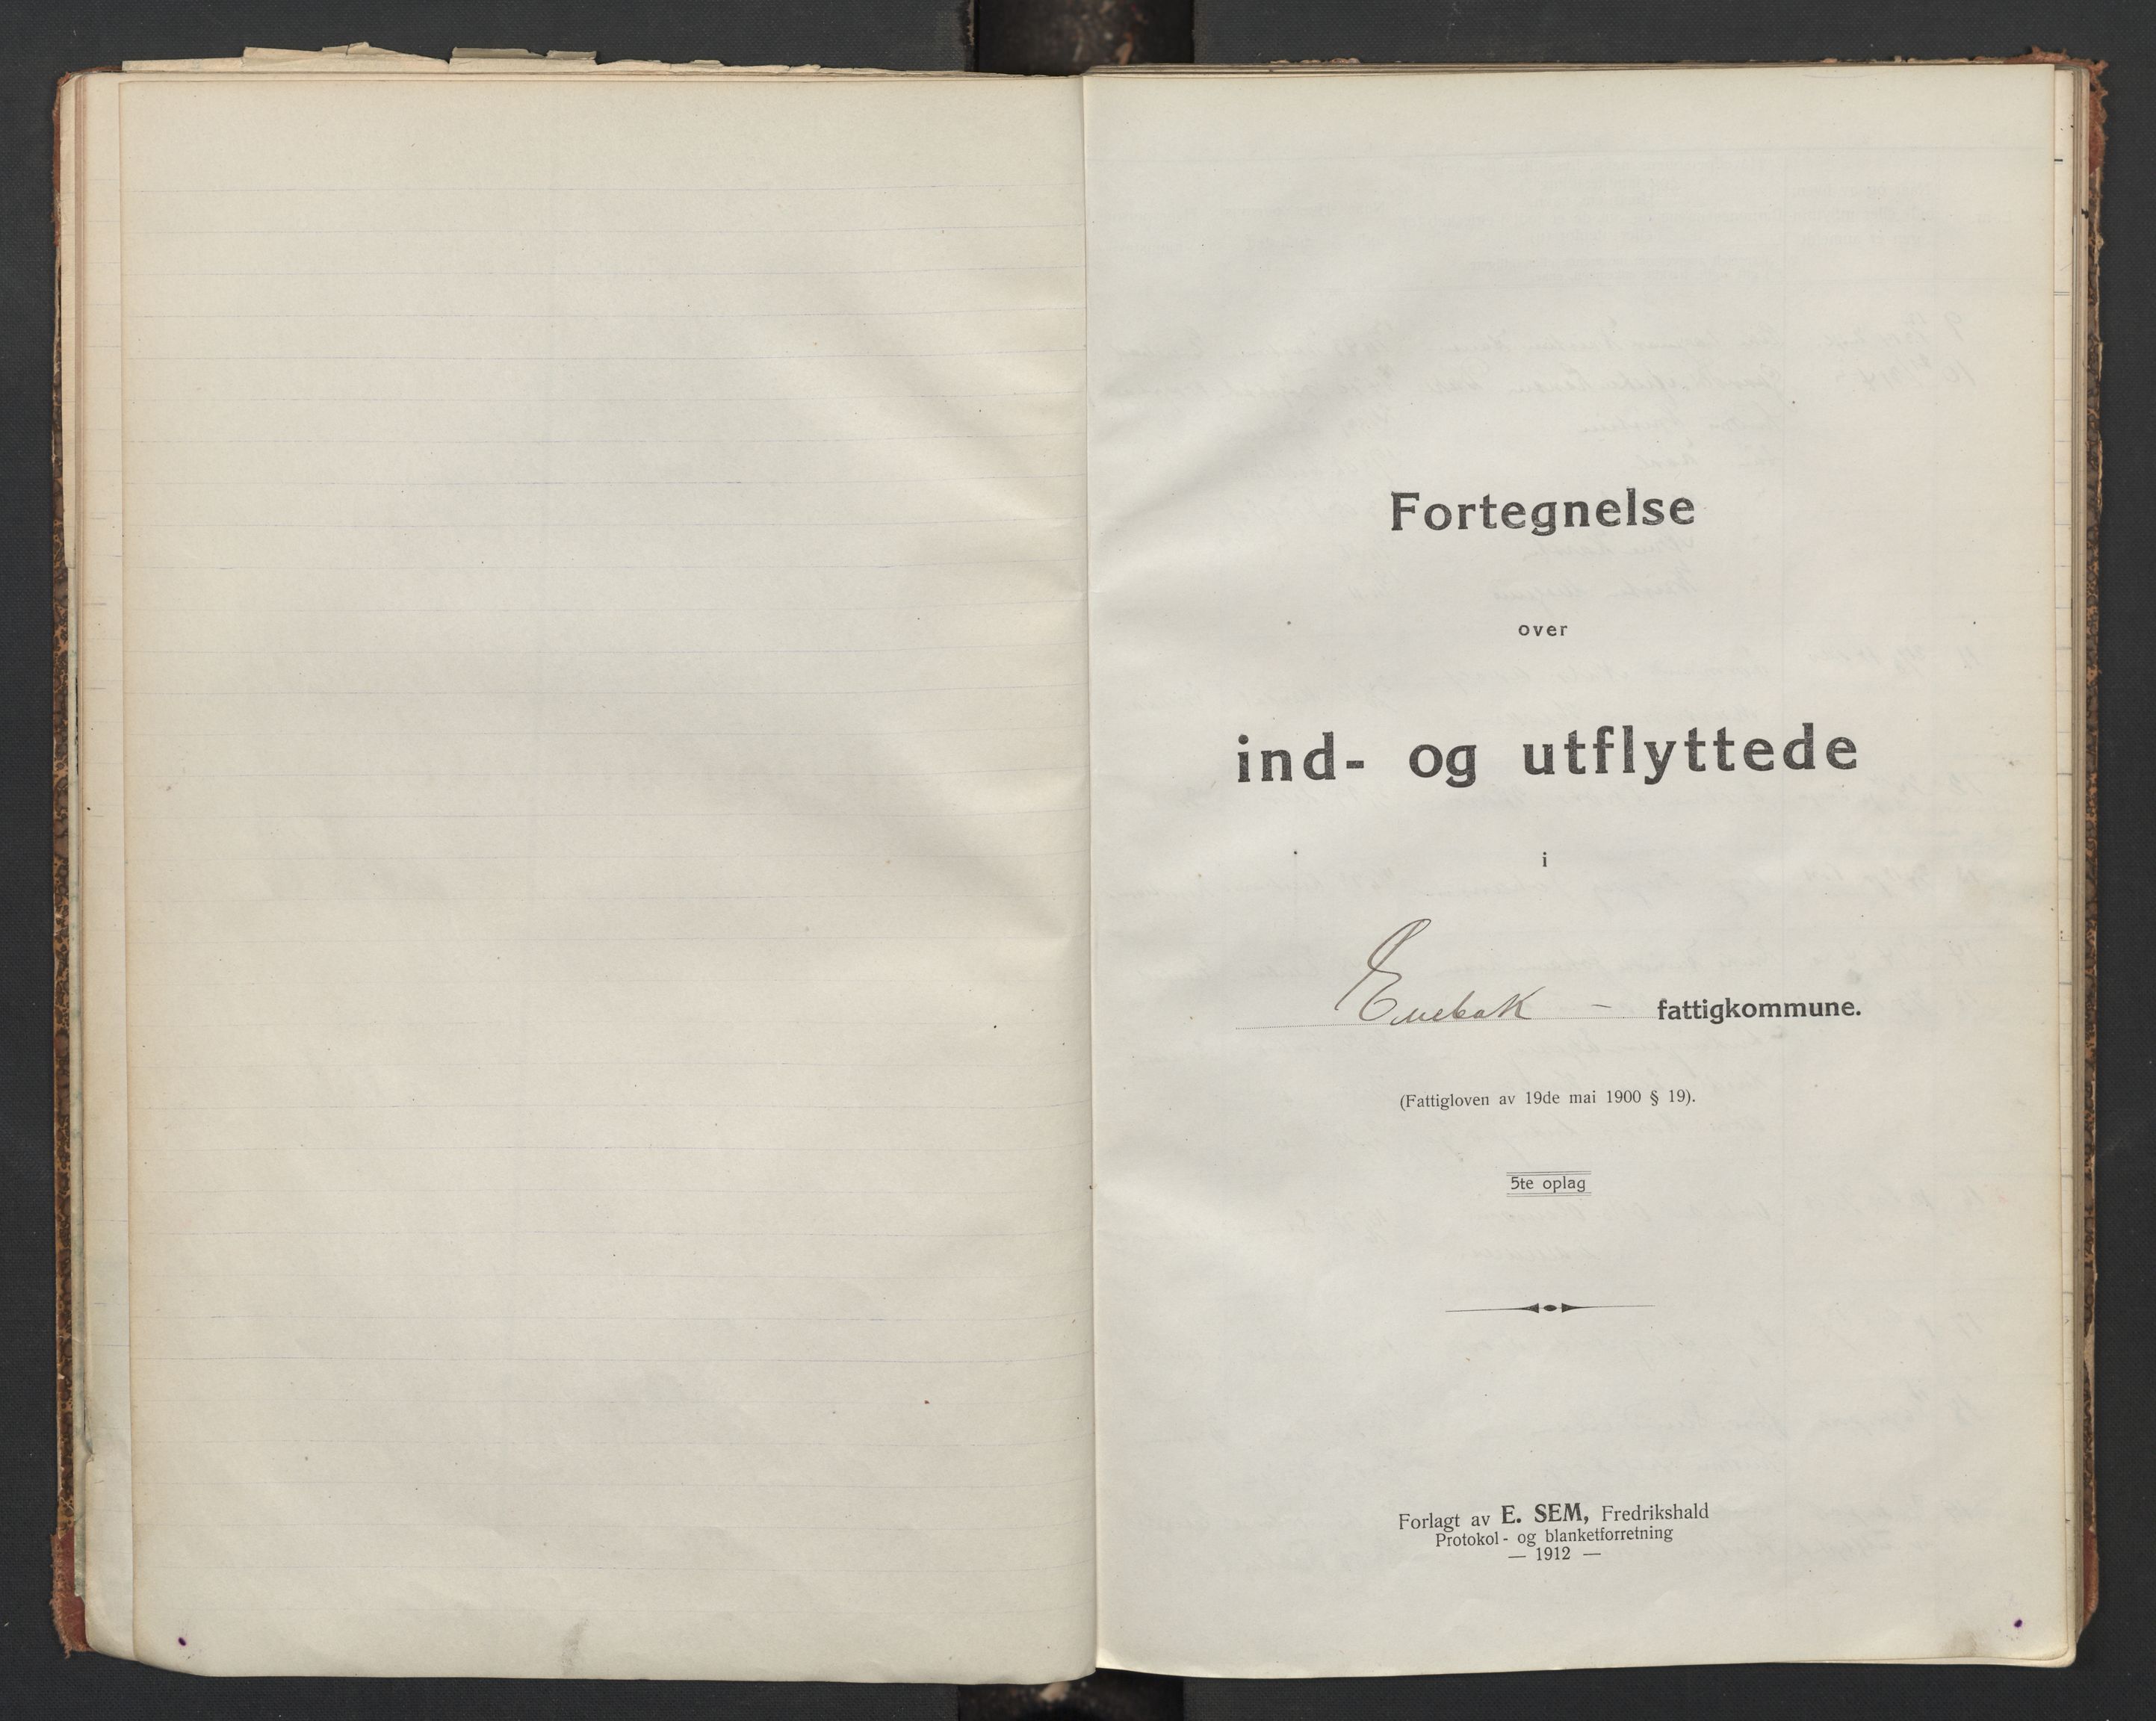 Fortegnelse
over
ind- og utflyttede
i
Enebak – fattigkommune.
(Fattigloven av 19de mai 1900 § 19).
5te oplag
Forlagt av E. SEM, Fredrikshald
Protokol- og blanketforretning
— 1912 —